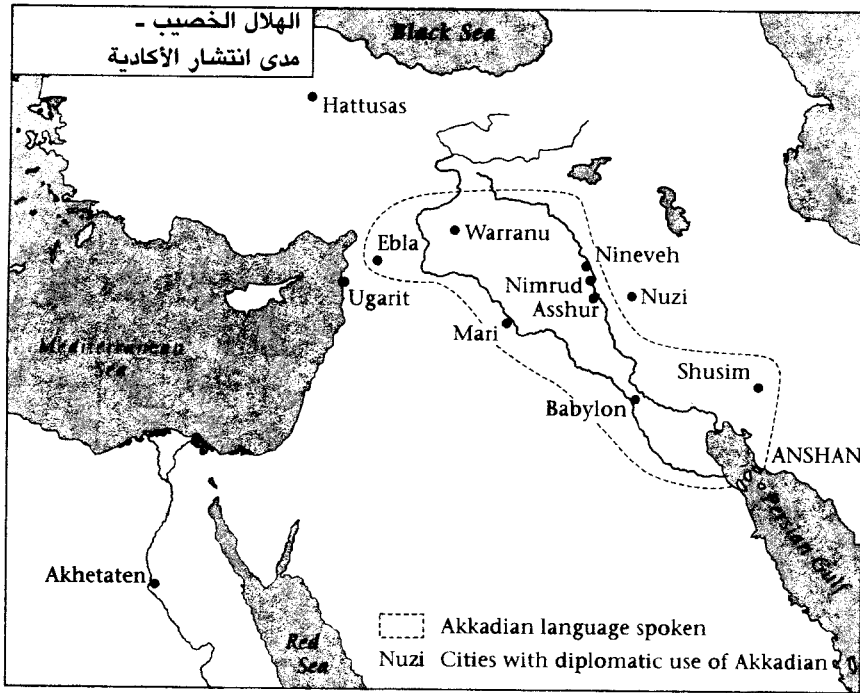 الهلال الخصيب ـ
مدى انتشار الأكادية
Black Sea
Hattusas
Ebla
Warranu
Nineveh
Nimrud
Ugarit
Asshur
Nuzi
Mari
Mediterranean
Sea
Shusim
Babylon
ANSHAN
Persian Gulf
Akhetaten
Red
Sea
Akkadian language spoken
Nuzi Cities with diplomatic use of Akkadian